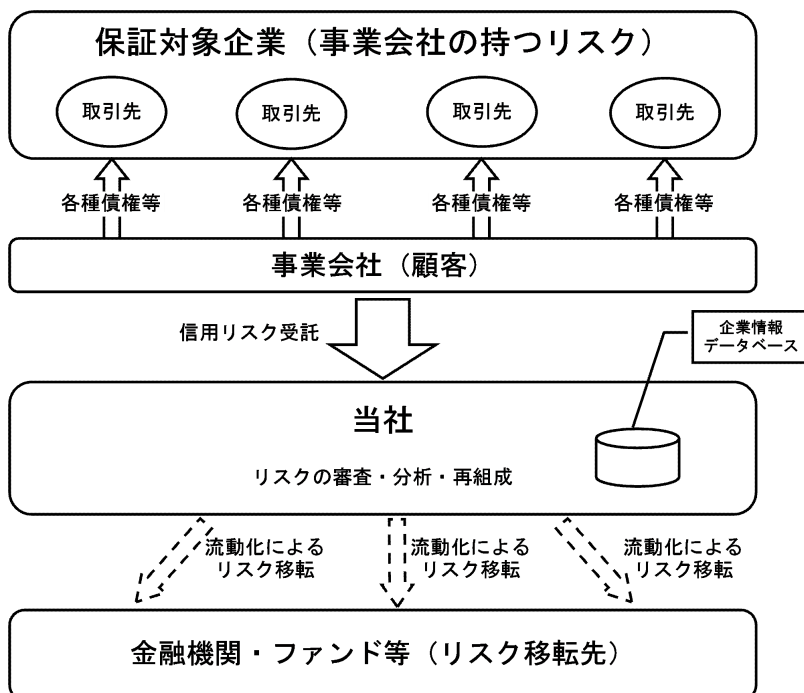 保証対象企業（事業会社の持つリスク）
取引先 取引先 取引先 取引先
各種債権等 各種債権等 各種債権等 各種債権等
事業会社（顧客）
信用リスク受託
企業情報
データベース
当社
リスクの審査・分析・再組成
流動化による
リスク移転
流動化による
リスク移転
流動化による
リスク移転
金融機関・ファンド等（リスク移転先）